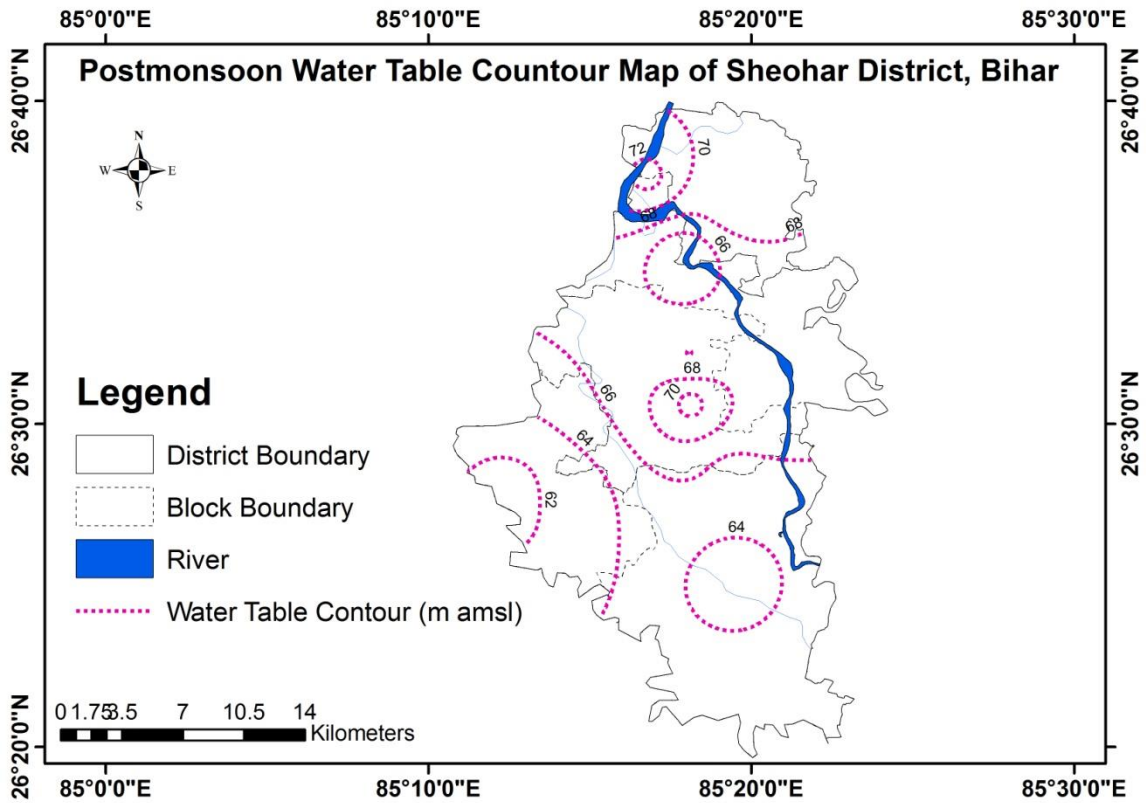 85°0'0"E 85°10'0"E 85°20'0"E 85°30'0"E
Postmonsoon Water Table Countour Map of Sheohar District, Bihar
26°40'0"N 26°40'0"N
N
W E
S
72
70
68
68
66
68
70
66
64
62
64
26°30'0"N 26°30'0"N
Legend
District Boundary
Block Boundary
River
Water Table Contour (m amsl)
0 1.75 3.5 7 10.5 14
Kilometers
26°20'0"N 26°20'0"N
85°0'0"E 85°10'0"E 85°20'0"E 85°30'0"E